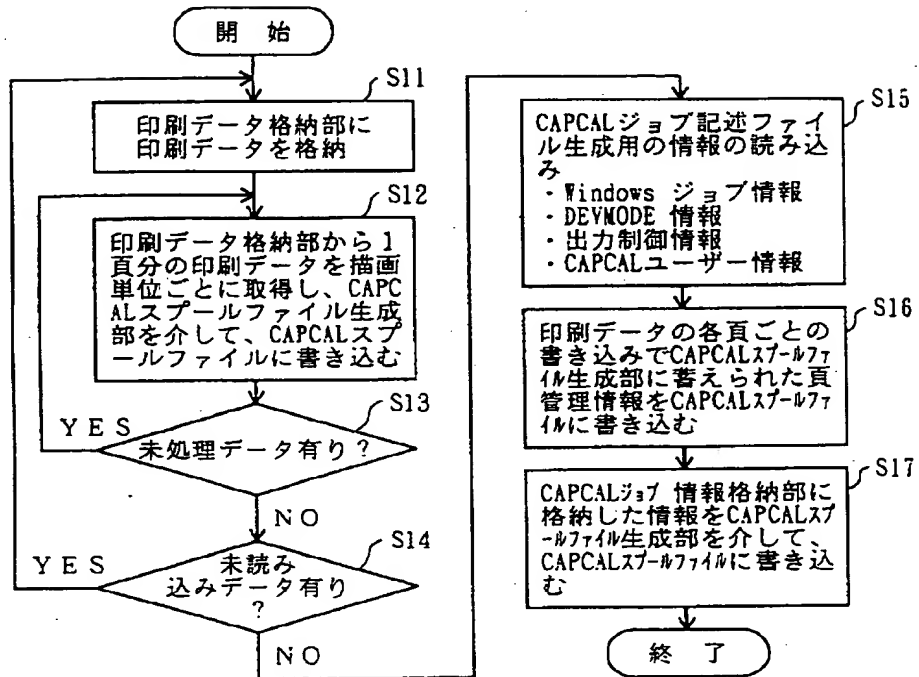 開 始
S11
印刷データ格納部に
印刷データを格納
S12
印刷データ格納部から1
頁分の印刷データを描画
単位ごとに取得し、CAPC
ALスプールファイル生成
部を介して、CAPCALスプ
ールファイルに書き込む
S13
YES
未処理データ有り?
NO
S14
YES
未読み
込みデータ有り
?
NO
S15
CAPCALジョブ記述ファイ
ル生成用の情報の読み込
み
・Windows ジョブ情報
・DEVMODE 情報
・出力制御情報
・CAPCALユーザー情報
S16
印刷データの各頁ごとの
書き込みでCAPCALスプールファ
イル生成部に蓄えられた頁
管理情報をCAPCALスプールファ
イルに書き込む
S17
CAPCALジョブ 情報格納部に
格納した情報をCAPCALスプ
ールファイル生成部を介して、
CAPCALスプールファイルに書き込
む
終 了